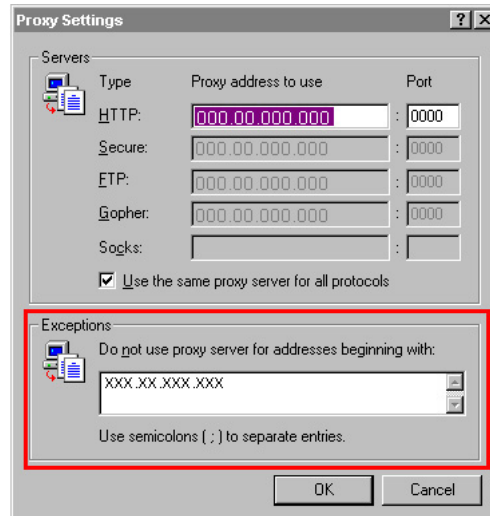 Proxy Settings
Servers
Type Proxy address to use Port
HTTP: 000.00.000.000 : 0000
Secure: 000.00.000.000 : 0000
FTP: 000.00.000.000 : 0000
Gopher: 000.00.000.000 : 0000
Socks: :
Use the same proxy server for all protocols
Exceptions
Do not use proxy server for addresses beginning with:
XXX.XX.XXX.XXX
Use semicolons ( ; ) to separate entries.
OK Cancel